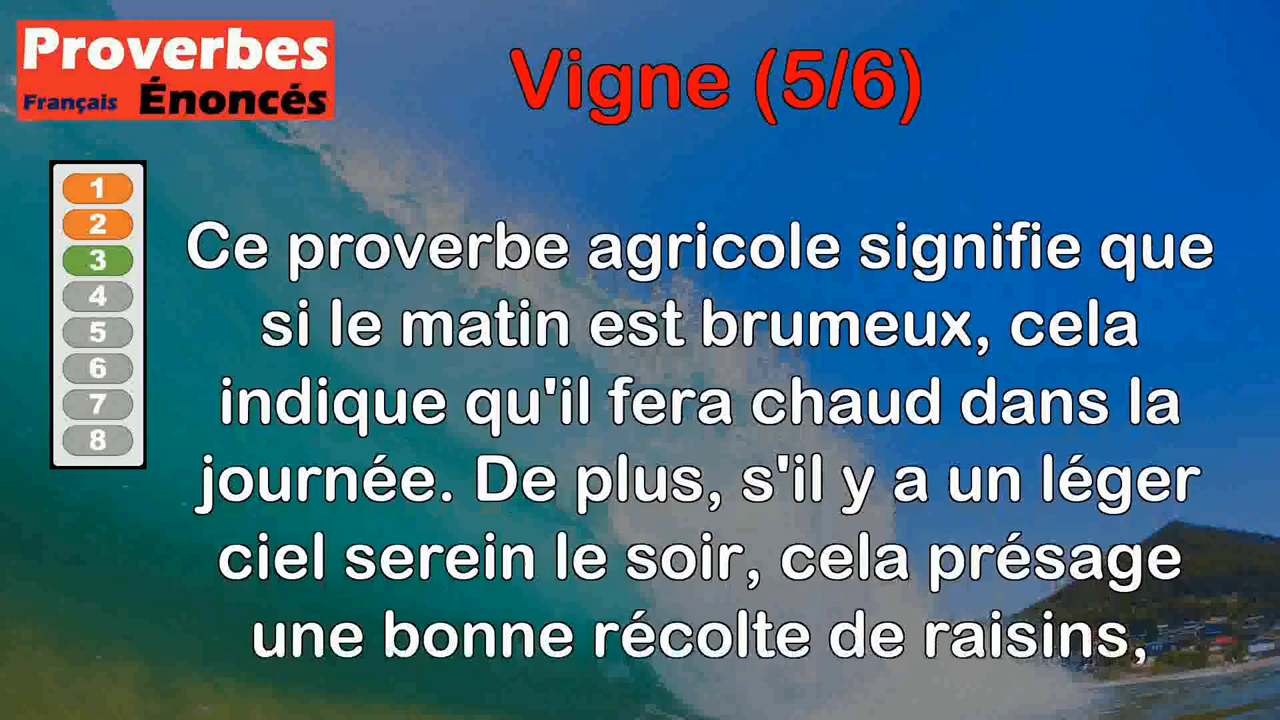 Proverbes
Français Énoncés
Vigne (5/6)
1
2
3
4
5
6
7
8
Ce proverbe agricole signifie que
si le matin est brumeux, cela
indique qu'il fera chaud dans la
journée. De plus, s'il y a un léger
ciel serein le soir, cela présage
une bonne récolte de raisins,